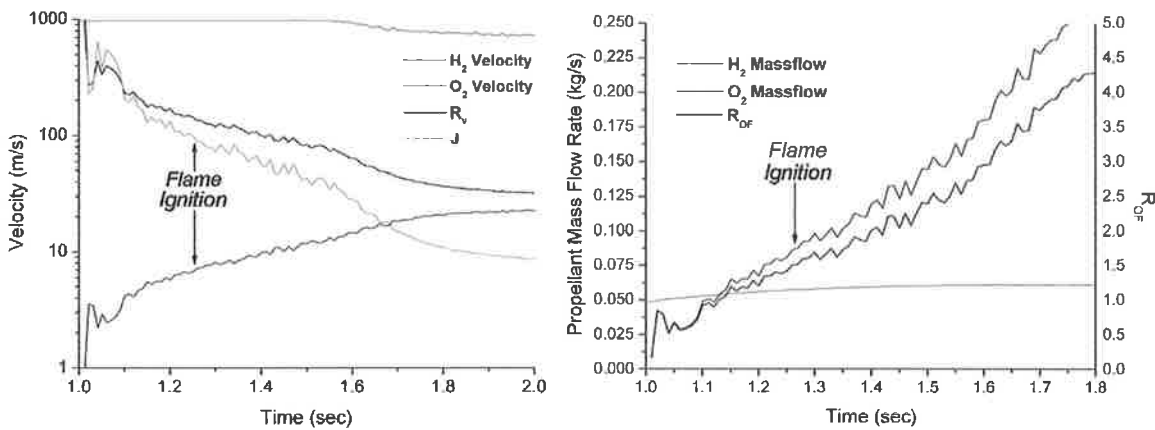 1000
100
10
1
Velocity (m/s)
H₂ Velocity
O₂ Velocity
Rᵥ
J
Flame
Ignition
1.0 1.2 1.4 1.6 1.8 2.0
Time (sec)
0.250
0.225
0.200
0.175
0.150
0.125
0.100
0.075
0.050
0.025
0.000
Propellant Mass Flow Rate (kg/s)
H₂ Massflow
O₂ Massflow
R_OF
Flame
Ignition
5.0
4.5
4.0
3.5
3.0
2.5
2.0
1.5
1.0
0.5
0.0
R_OF
1.0 1.1 1.2 1.3 1.4 1.5 1.6 1.7 1.8
Time (sec)